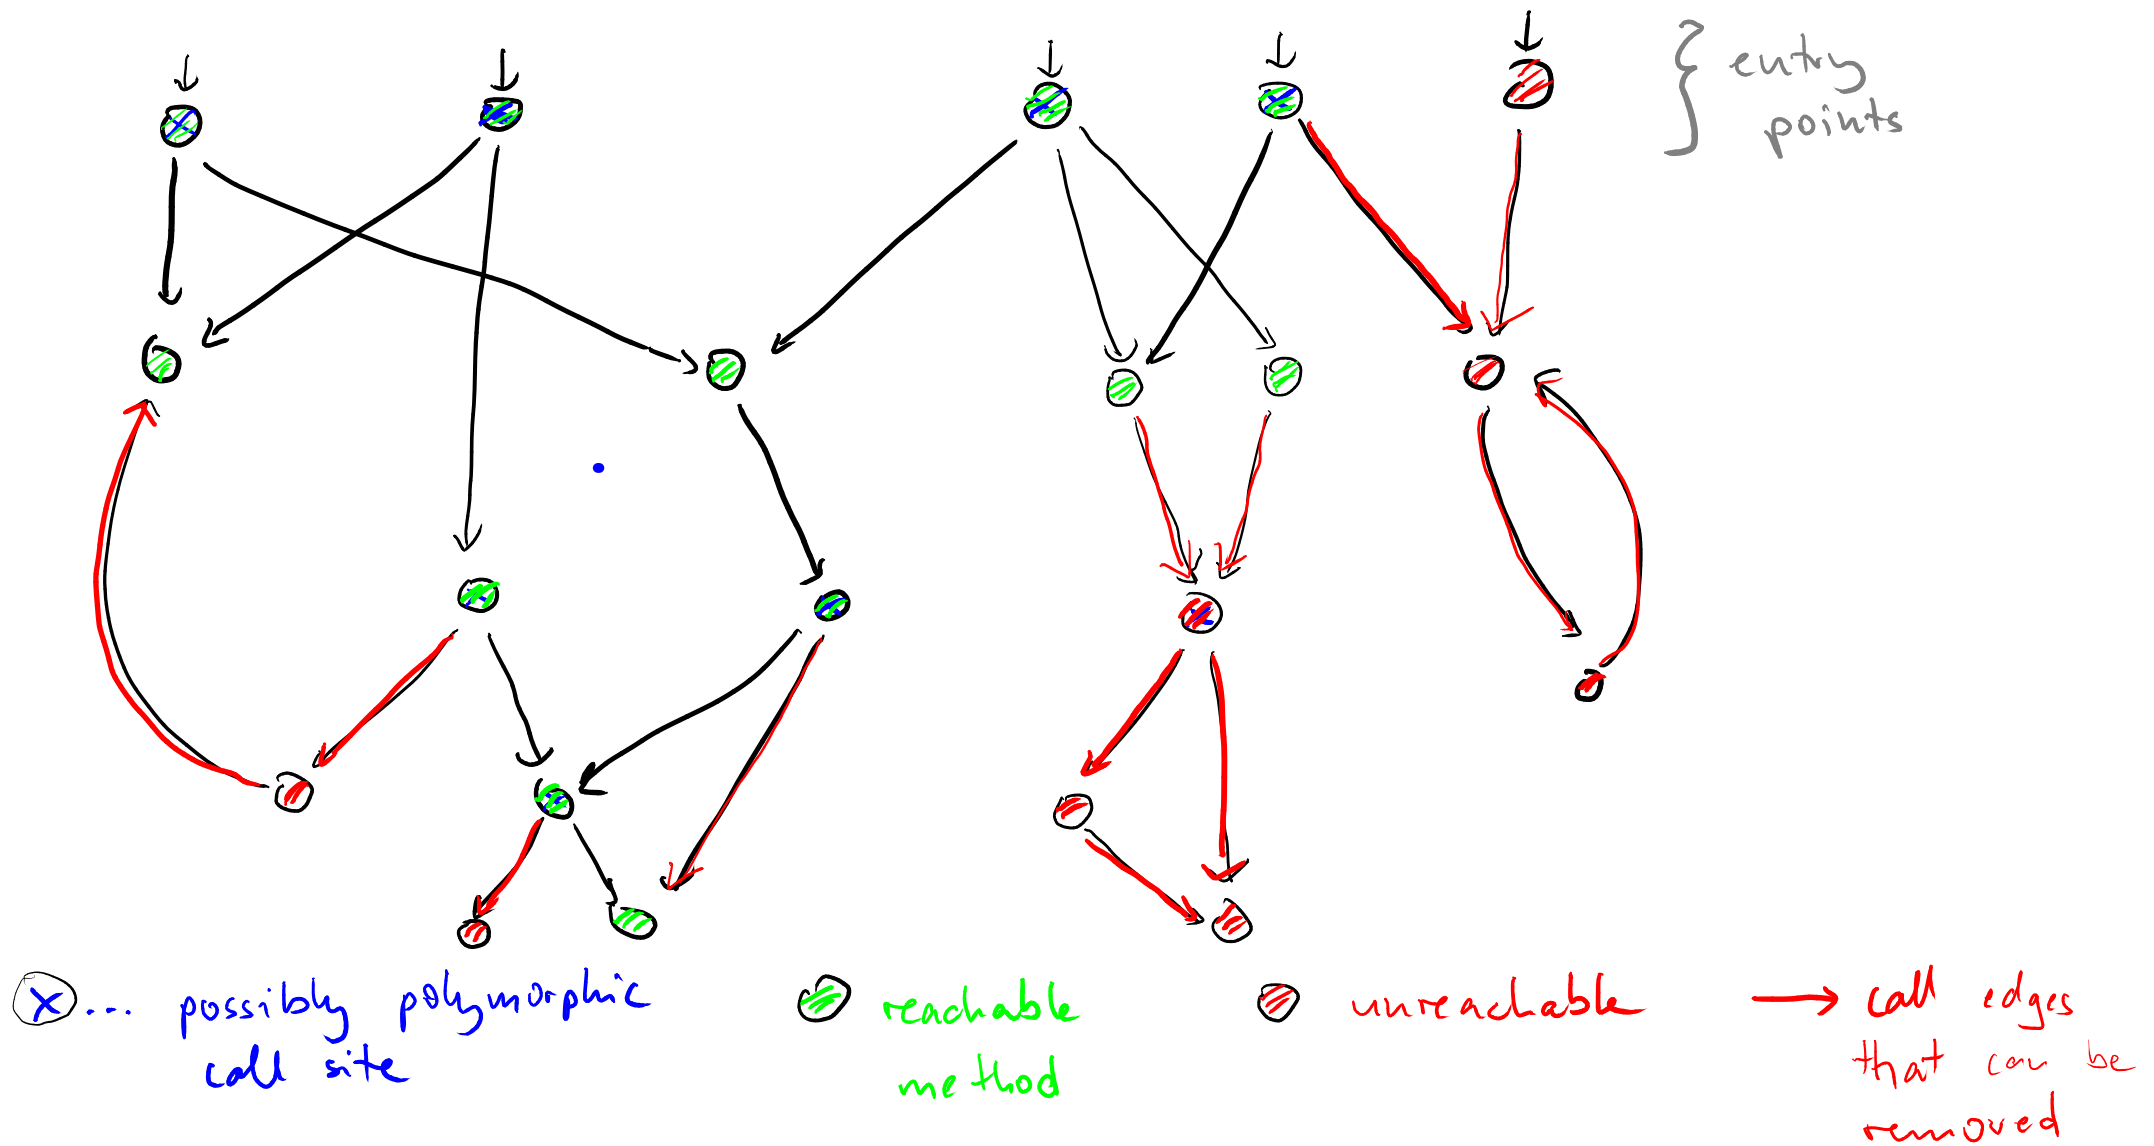 entry
points
X ... possibly polymorphic
call site
reachable
method
unreachable
call edges
that can be
removed